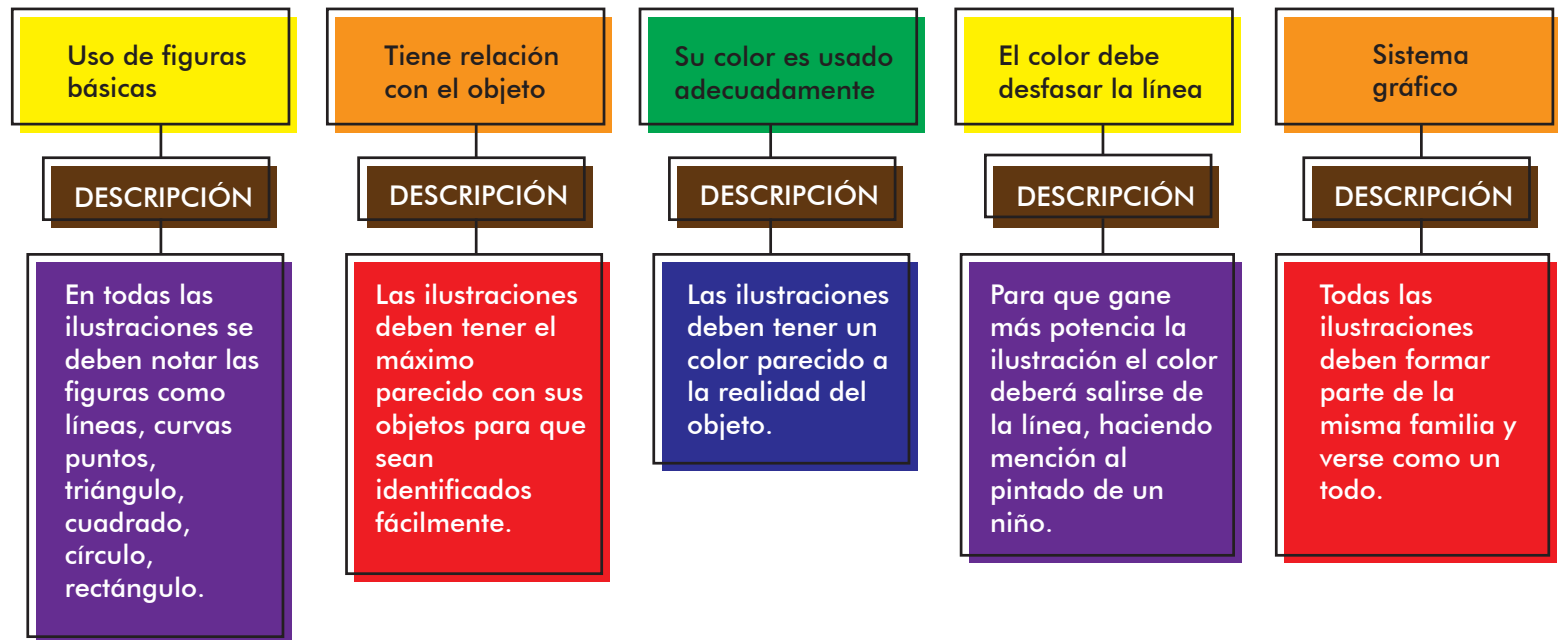 Uso de figuras
básicas
DESCRIPCIÓN
En todas las
ilustraciones se
deben notar las
figuras como
líneas, curvas
puntos,
triángulo,
cuadrado,
círculo,
rectángulo.
Tiene relación
con el objeto
DESCRIPCIÓN
Las ilustraciones
deben tener el
máximo
parecido con sus
objetos para que
sean
identificados
fácilmente.
Su color es usado
adecuadamente
DESCRIPCIÓN
Las ilustraciones
deben tener un
color parecido a
la realidad del
objeto.
El color debe
desfasar la línea
DESCRIPCIÓN
Para que gane
más potencia la
ilustración el color
deberá salirse de
la línea, haciendo
mención al
pintado de un
niño.
Sistema
gráfico
DESCRIPCIÓN
Todas las
ilustraciones
deben formar
parte de la
misma familia y
verse como un
todo.